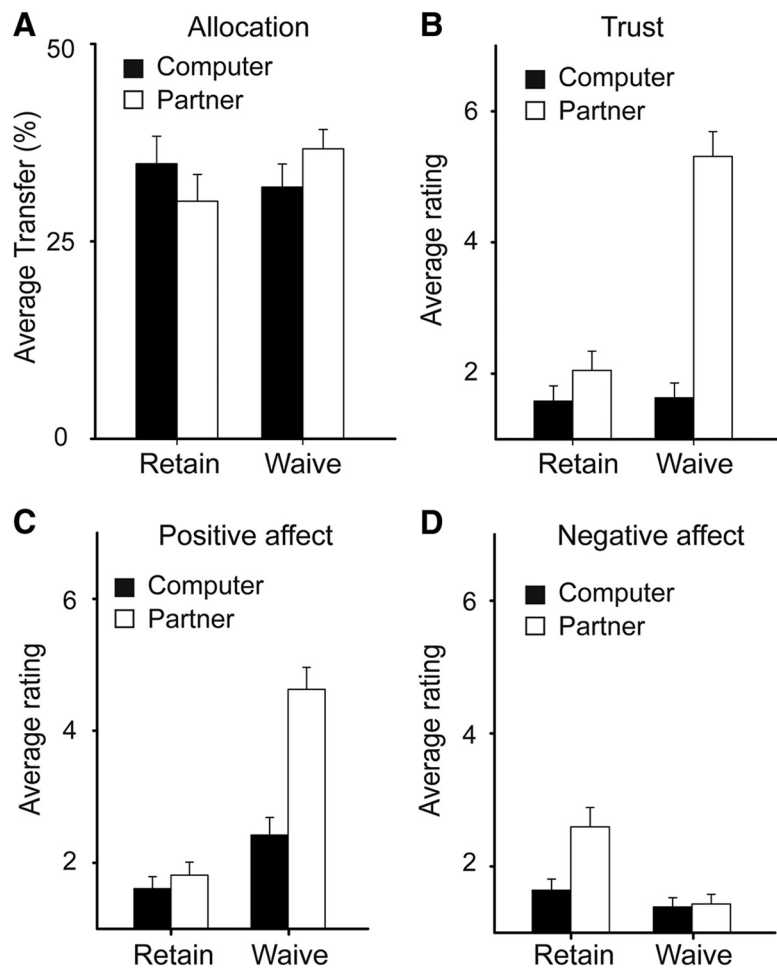 A Allocation
50
Computer
Partner
25
0
Average Transfer (%)
Retain Waive
B Trust
Computer
Partner
6
4
2
Average rating
Retain Waive
C Positive affect
Computer
Partner
6
4
2
Average rating
Retain Waive
D Negative affect
Computer
Partner
6
4
2
Average rating
Retain Waive